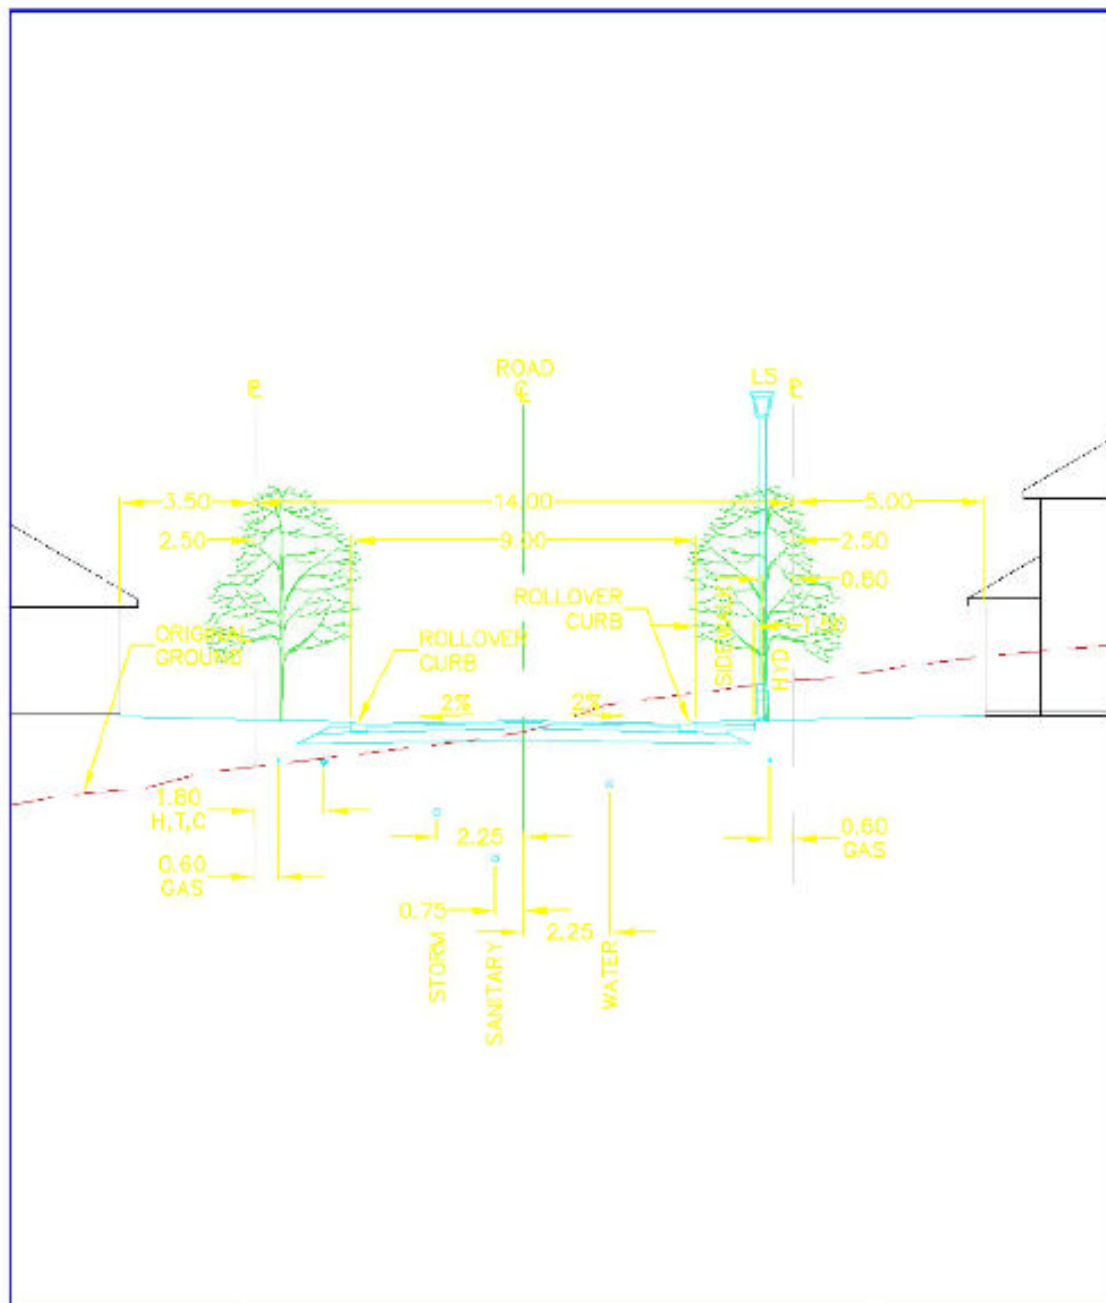 ROAD
℄
LS
℄
℄
3.50
14.00
5.00
2.50
9.00
2.50
0.80
ROLLOVER
CURB
1.50
SIDEWALK
HYD
ORIGINAL
GROUND
ROLLOVER
CURB
2%
2%
1.80
H,T,C
2.25
0.60
GAS
0.60
GAS
0.75
2.25
STORM
SANITARY
WATER